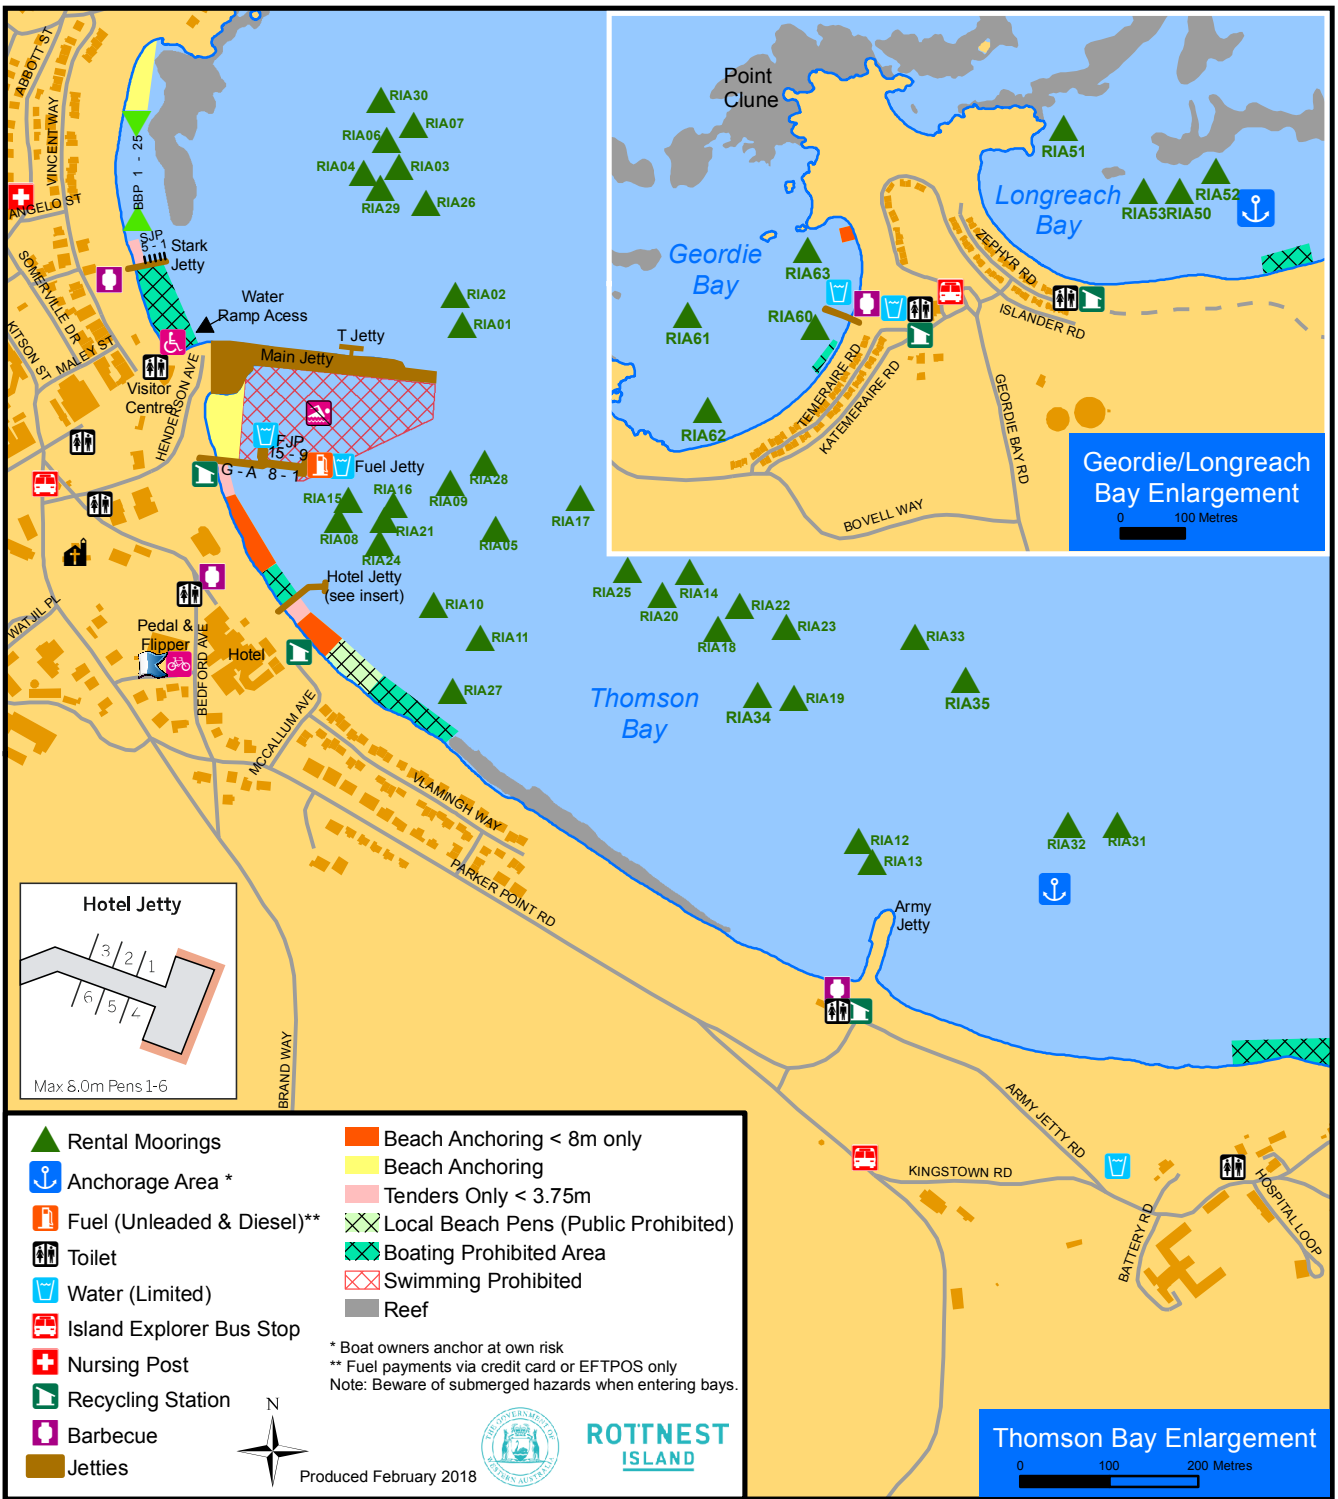 ABBOTT ST
VINCENT WAY
ANGELO ST
SOMERVILLE DR
KITSON ST
MALEY ST
HENDERSON AVE
WATJIL PL
BEDFORD AVE
MCCALLUM AVE
VLAMINGH WAY
PARKER POINT RD
BRAND WAY
BBP 1 - 25
SJP
5 - 1
Stark
Jetty
Water
Ramp Acess
T Jetty
Main Jetty
Visitor
Centre
FJP
15 - 9
G - A 8 - 1
Fuel Jetty
Hotel Jetty
(see insert)
Pedal &
Flipper
Hotel
RIA30
RIA07
RIA06
RIA04
RIA03
RIA29
RIA26
RIA02
RIA01
RIA28
RIA09
RIA15
RIA16
RIA17
RIA08
RIA21
RIA05
RIA24
RIA10
RIA11
RIA27
RIA25
RIA14
RIA20
RIA22
RIA18
RIA23
RIA33
RIA35
RIA34
RIA19
Thomson
Bay
RIA12
RIA13
RIA32
RIA31
Army
Jetty
ARMY JETTY RD
KINGSTOWN RD
BATTERY RD
HOSPITAL LOOP
Point
Clune
RIA51
Longreach
Bay
RIA52
RIA53
RIA50
Geordie
Bay
RIA63
RIA60
RIA61
RIA62
ZEPHYR RD
ISLANDER RD
TEMERAIRE RD
KATEMERAIRE RD
GEORDIE BAY RD
BOVELL WAY
Geordie/Longreach
Bay Enlargement
0 100 Metres
Hotel Jetty
3 2 1
6 5 4
Max 8.0m Pens 1-6
Rental Moorings
Anchorage Area *
Fuel (Unleaded & Diesel)**
Toilet
Water (Limited)
Island Explorer Bus Stop
Nursing Post
Recycling Station
Barbecue
Jetties
Beach Anchoring < 8m only
Beach Anchoring
Tenders Only < 3.75m
Local Beach Pens (Public Prohibited)
Boating Prohibited Area
Swimming Prohibited
Reef
* Boat owners anchor at own risk
** Fuel payments via credit card or EFTPOS only
Note: Beware of submerged hazards when entering bays.
N
Produced February 2018
THE GOVERNMENT OF
WESTERN AUSTRALIA
ROTTNEST
ISLAND
Thomson Bay Enlargement
0 100 200 Metres